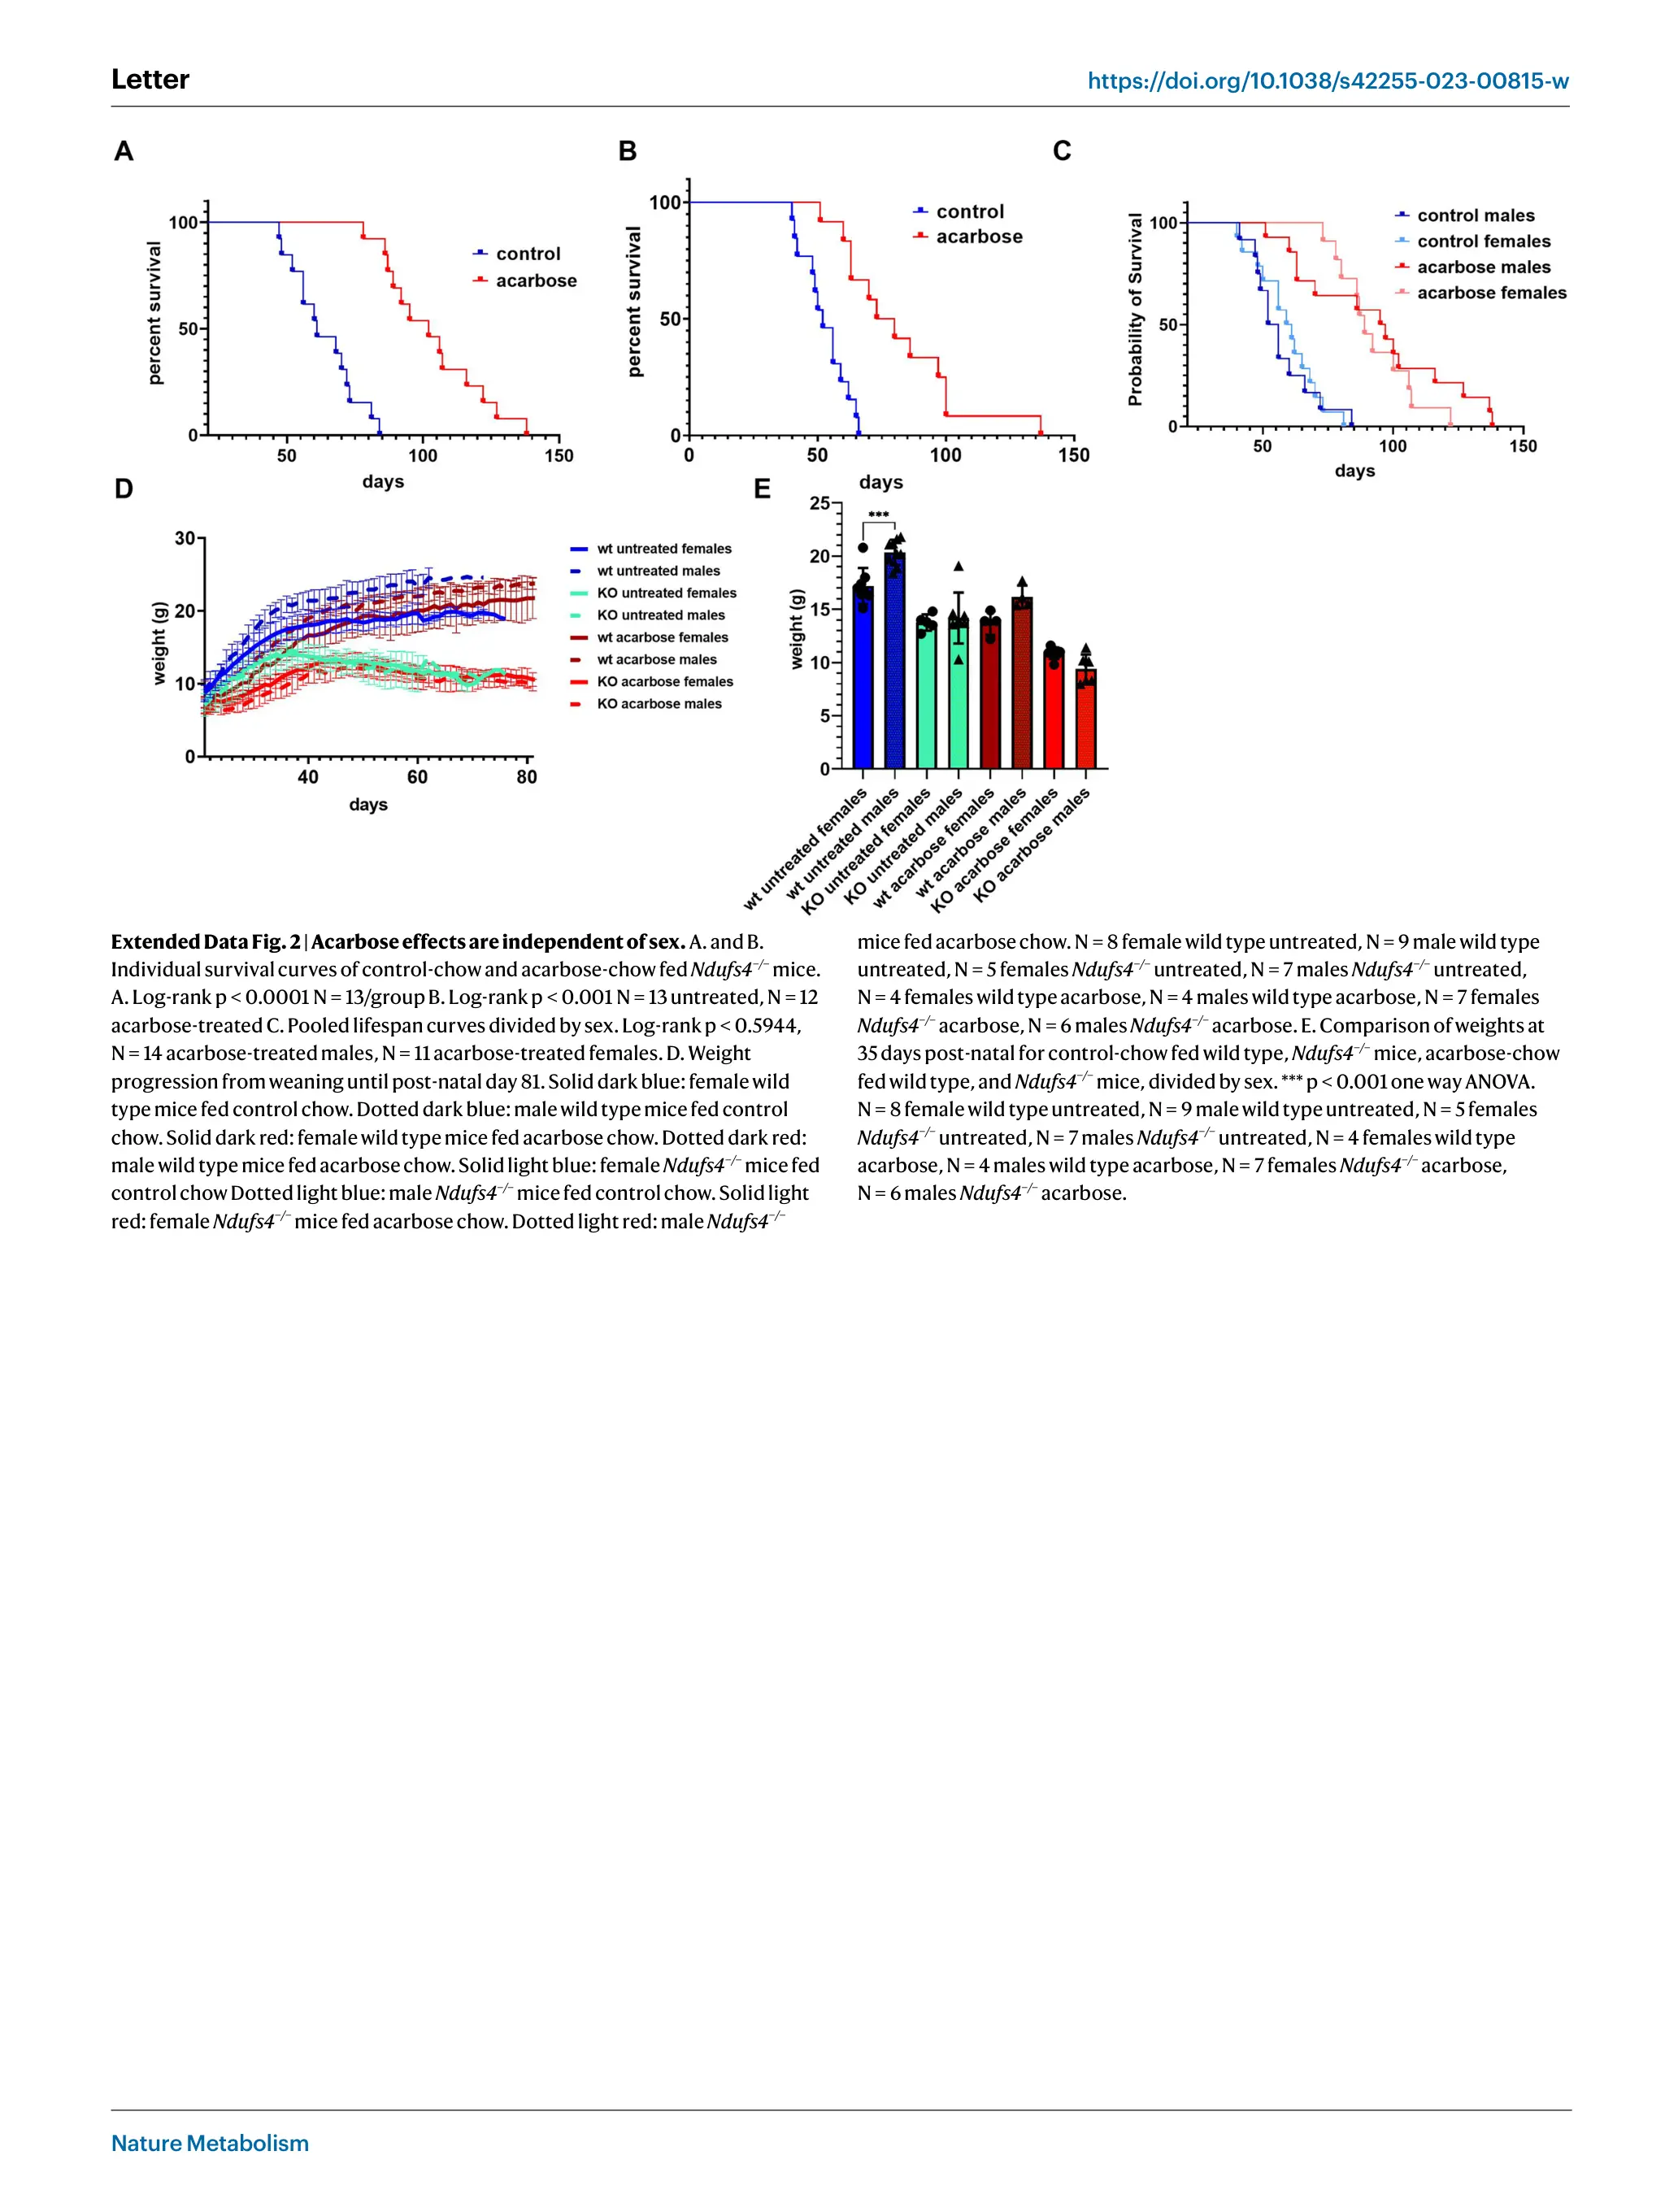 Letter
https://doi.org/10.1038/s42255-023-00815-w
A
B
C
percent survival
100
50
0
50
100
150
days
control
acarbose
percent survival
100
50
0
0
50
100
150
days
control
acarbose
Probability of Survival
100
50
0
50
100
150
days
control males
control females
acarbose males
acarbose females
D
weight (g)
30
20
10
0
40
60
80
days
wt untreated females
wt untreated males
KO untreated females
KO untreated males
wt acarbose females
wt acarbose males
KO acarbose females
KO acarbose males
E
weight (g)
25
20
15
10
5
0
***
wt untreated females
wt untreated males
KO untreated females
KO untreated males
wt acarbose females
wt acarbose males
KO acarbose females
KO acarbose males
Extended Data Fig. 2 | Acarbose effects are independent of sex. A. and B.
Individual survival curves of control-chow and acarbose-chow fed Ndufs4−/− mice.
A. Log-rank p < 0.0001 N = 13/group B. Log-rank p < 0.001 N = 13 untreated, N = 12
acarbose-treated C. Pooled lifespan curves divided by sex. Log-rank p < 0.5944,
N = 14 acarbose-treated males, N = 11 acarbose-treated females. D. Weight
progression from weaning until post-natal day 81. Solid dark blue: female wild
type mice fed control chow. Dotted dark blue: male wild type mice fed control
chow. Solid dark red: female wild type mice fed acarbose chow. Dotted dark red:
male wild type mice fed acarbose chow. Solid light blue: female Ndufs4−/− mice fed
control chow Dotted light blue: male Ndufs4−/− mice fed control chow. Solid light
red: female Ndufs4−/− mice fed acarbose chow. Dotted light red: male Ndufs4−/−
mice fed acarbose chow. N = 8 female wild type untreated, N = 9 male wild type
untreated, N = 5 females Ndufs4−/− untreated, N = 7 males Ndufs4−/− untreated,
N = 4 females wild type acarbose, N = 4 males wild type acarbose, N = 7 females
Ndufs4−/− acarbose, N = 6 males Ndufs4−/− acarbose. E. Comparison of weights at
35 days post-natal for control-chow fed wild type, Ndufs4−/− mice, acarbose-chow
fed wild type, and Ndufs4−/− mice, divided by sex. *** p < 0.001 one way ANOVA.
N = 8 female wild type untreated, N = 9 male wild type untreated, N = 5 females
Ndufs4−/− untreated, N = 7 males Ndufs4−/− untreated, N = 4 females wild type
acarbose, N = 4 males wild type acarbose, N = 7 females Ndufs4−/− acarbose,
N = 6 males Ndufs4−/− acarbose.
Nature Metabolism